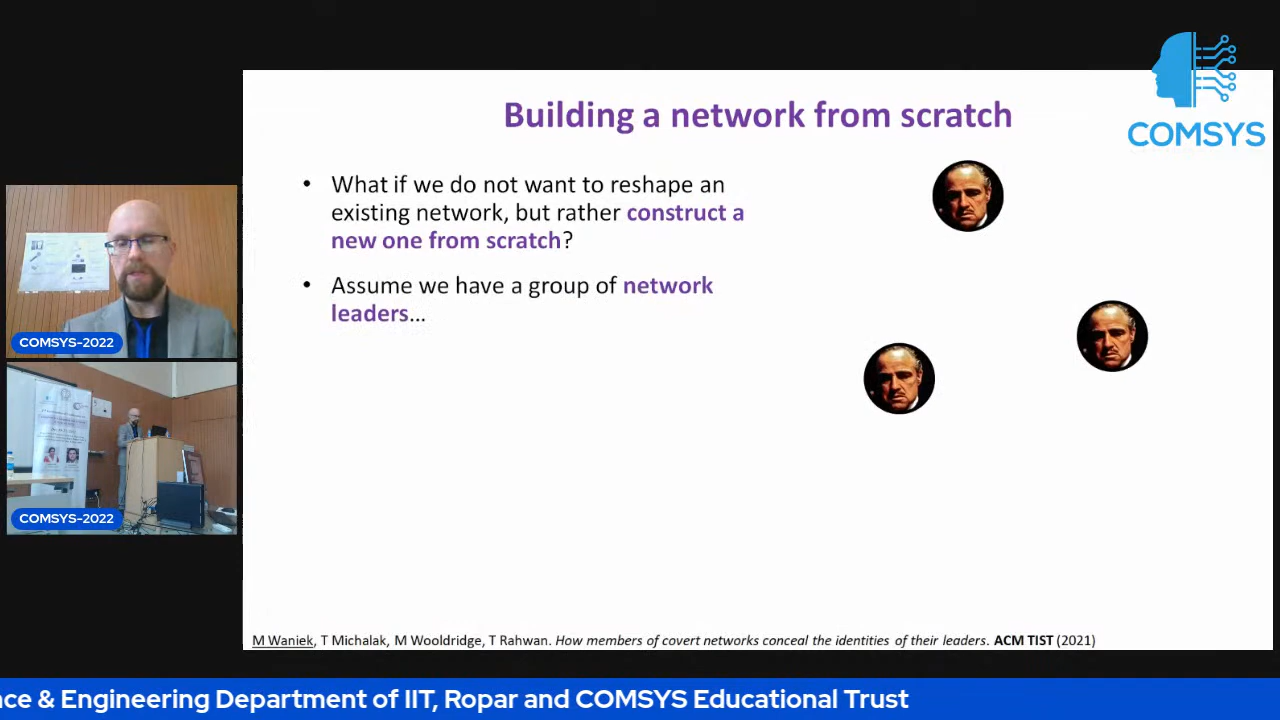 COMSYS
Building a network from scratch
• What if we do not want to reshape an
existing network, but rather construct a
new one from scratch?
• Assume we have a group of network
leaders...
COMSYS-2022
COMSYS-2022
M Waniek, T Michalak, M Wooldridge, T Rahwan. How members of covert networks conceal the identities of their leaders. ACM TIST (2021)
ce & Engineering Department of IIT, Ropar and COMSYS Educational Trust